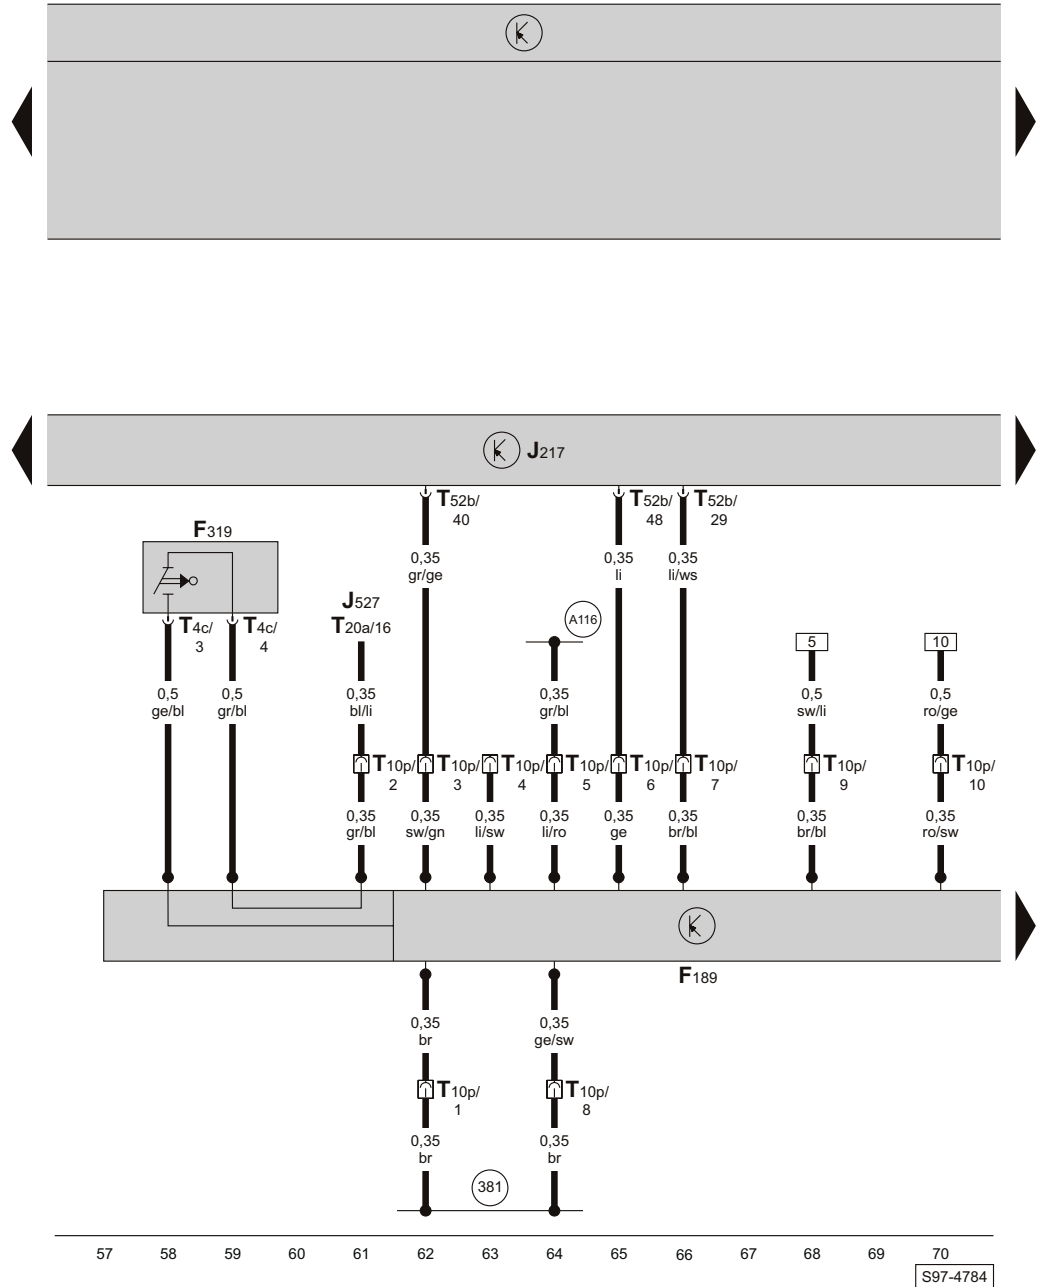 J217
T52b/ T52b/ T52b/
40 48 29
F319
0,35 0,35 0,35
gr/ge li li/ws
J527
A116
T4c/ T4c/ T20a/16
3 4
5 10
0,5 0,5 0,35 0,35 0,5 0,5
ge/bl gr/bl bl/li gr/bl sw/li ro/ge
T10p/ T10p/ T10p/ T10p/ T10p/ T10p/ T10p/ T10p/
2 3 4 5 6 7 9 10
0,35 0,35 0,35 0,35 0,35 0,35 0,35 0,35
gr/bl sw/gn li/sw li/ro ge br/bl br/bl ro/sw
F189
0,35 0,35
br ge/sw
T10p/ T10p/
1 8
0,35 0,35
br br
381
57 58 59 60 61 62 63 64 65 66 67 68 69 70
S97-4784